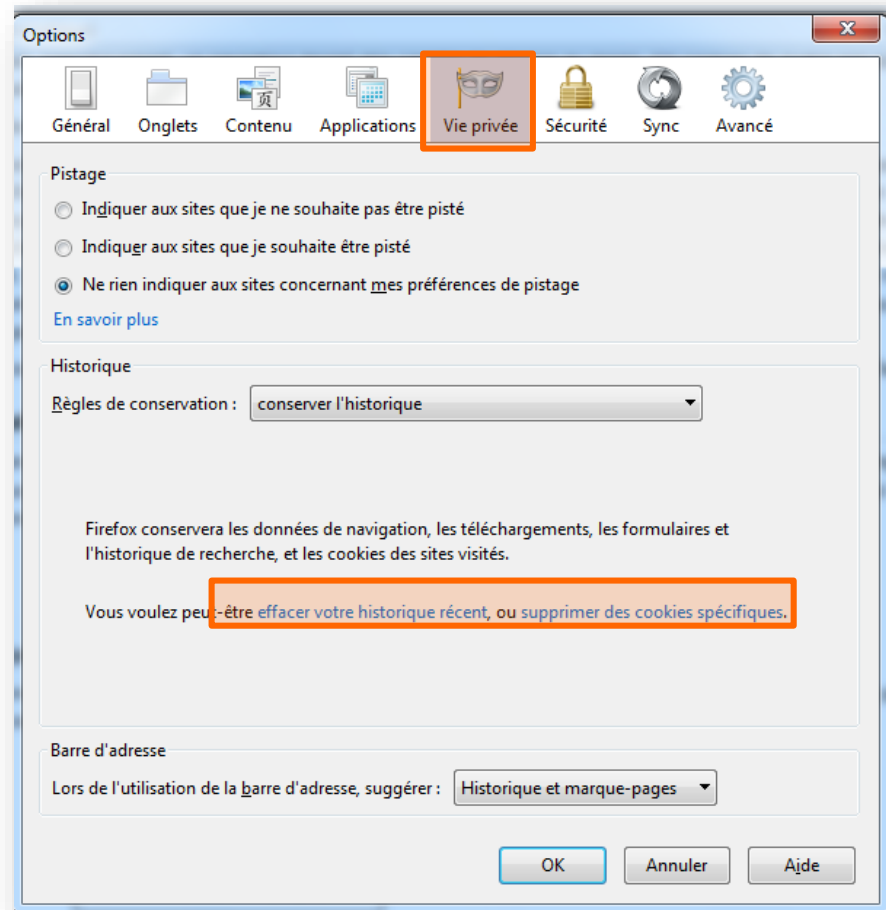 Options
Général Onglets Contenu Applications Vie privée Sécurité Sync Avancé
Pistage
Indiquer aux sites que je ne souhaite pas être pisté
Indiquer aux sites que je souhaite être pisté
Ne rien indiquer aux sites concernant mes préférences de pistage
En savoir plus
Historique
Règles de conservation : conserver l'historique
Firefox conservera les données de navigation, les téléchargements, les formulaires et
l'historique de recherche, et les cookies des sites visités.
Vous voulez peut-être effacer votre historique récent, ou supprimer des cookies spécifiques.
Barre d'adresse
Lors de l'utilisation de la barre d'adresse, suggérer : Historique et marque-pages
OK Annuler Aide
页